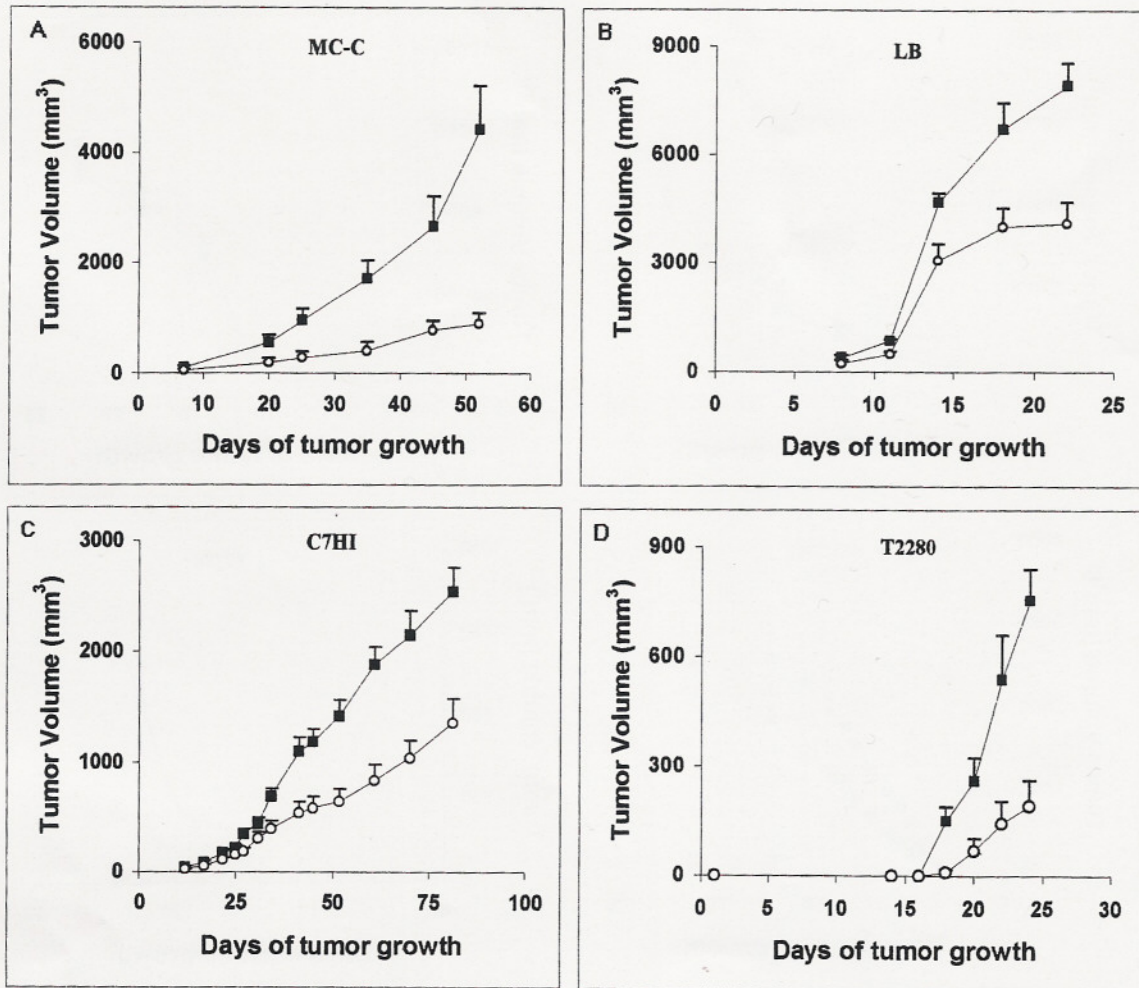 A
MC-C
Tumor Volume (mm³)
6000
4000
2000
0
0 10 20 30 40 50 60
Days of tumor growth
B
LB
Tumor Volume (mm³)
9000
6000
3000
0
0 5 10 15 20 25
Days of tumor growth
C
C7HI
Tumor Volume (mm³)
3000
2000
1000
0
0 25 50 75 100
Days of tumor growth
D
T2280
Tumor Volume (mm³)
900
600
300
0
0 5 10 15 20 25 30
Days of tumor growth